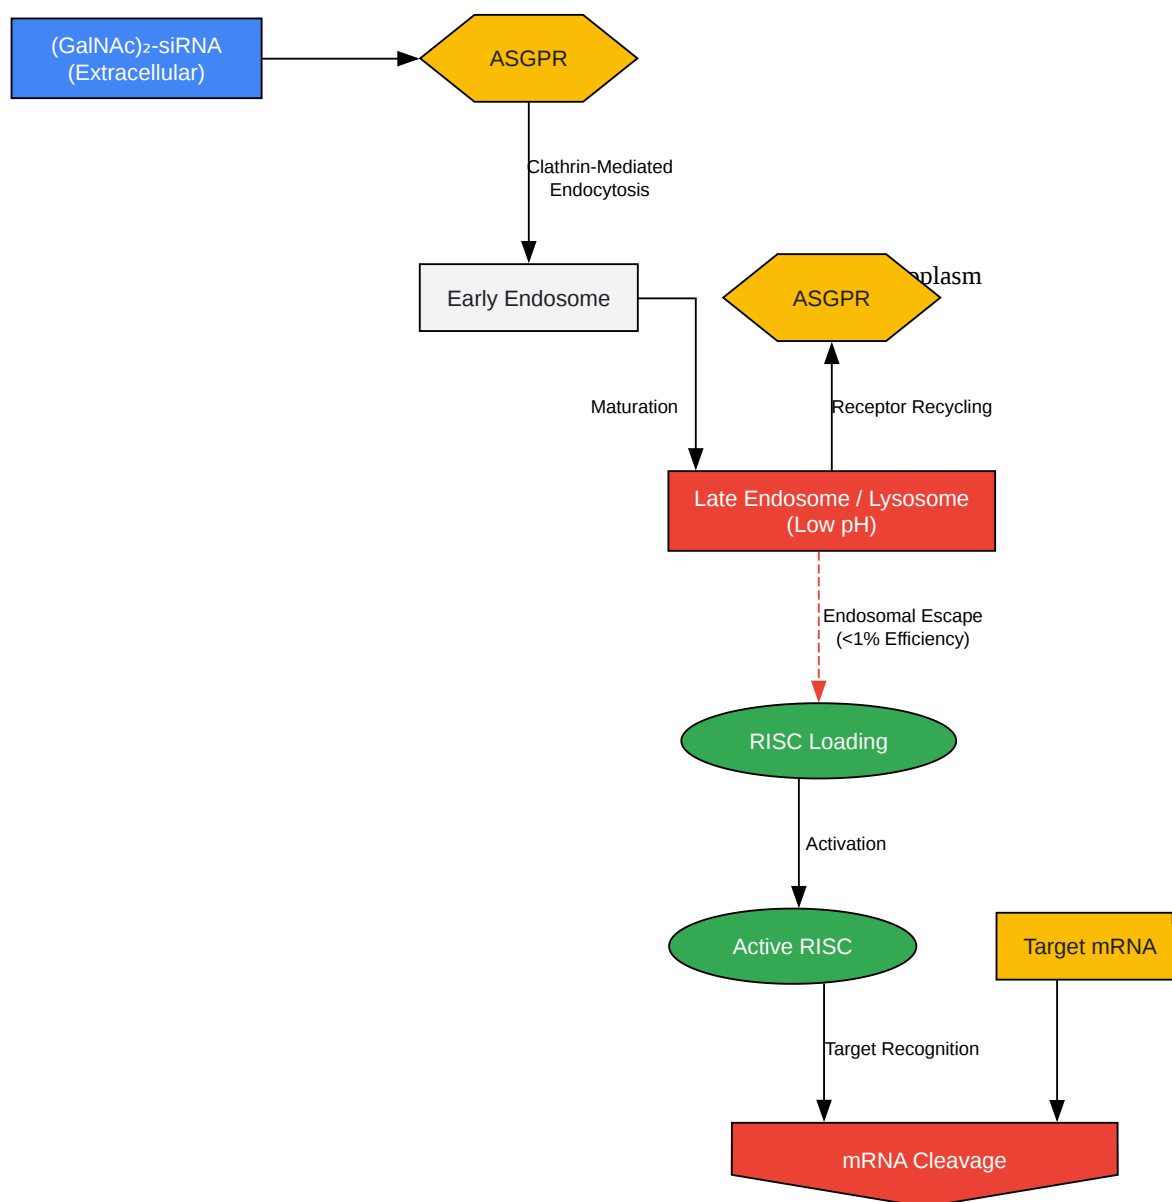 (GalNAc)₂-siRNA
(Extracellular)
ASGPR
Clathrin-Mediated
Endocytosis
Early Endosome
ASGPR
Maturation
Receptor Recycling
Late Endosome / Lysosome
(Low pH)
Endosomal Escape
(<1% Efficiency)
RISC Loading
Activation
Active RISC
Target mRNA
Target Recognition
mRNA Cleavage